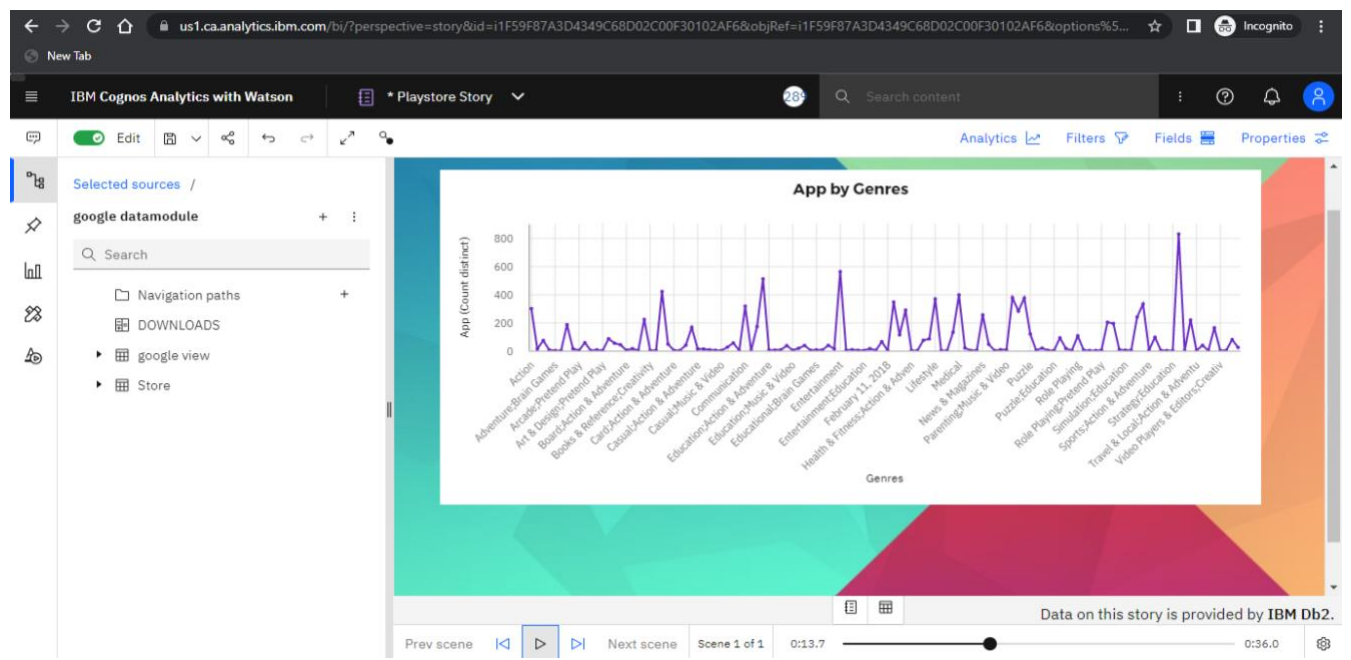 us1.ca.analytics.ibm.com/bi/?perspective=story&id=i1F59F87A3D4349C68D02C00F30102AF6&objRef=i1F59F87A3D4349C68D02C00F30102AF6&options%5...
Incognito
New Tab
IBM Cognos Analytics with Watson
* Playstore Story
289
Search content
Edit
Analytics
Filters
Fields
Properties
Selected sources /
google datamodule
Search
Navigation paths
DOWNLOADS
google view
Store
App by Genres
App (Count distinct)
800
600
400
200
0
Action
Adventure;Brain Games
Arcade;Pretend Play
Art & Design;Pretend Play
Board;Action & Adventure
Books & Reference;Creativity
Card;Action & Adventure
Casual;Action & Adventure
Casual;Music & Video
Communication
Education;Action & Adventure
Education;Music & Video
Educational;Brain Games
Entertainment
Entertainment;Education
February 11, 2018
Health & Fitness;Action & Adven
Lifestyle
Medical
News & Magazines
Parenting;Music & Video
Puzzle
Puzzle;Education
Role Playing
Role Playing;Pretend Play
Simulation;Education
Sports;Action & Adventure
Strategy;Education
Travel & Local;Action & Adventu
Video Players & Editors;Creativ
Genres
Data on this story is provided by IBM Db2.
Prev scene
Next scene
Scene 1 of 1
0:13.7
0:36.0